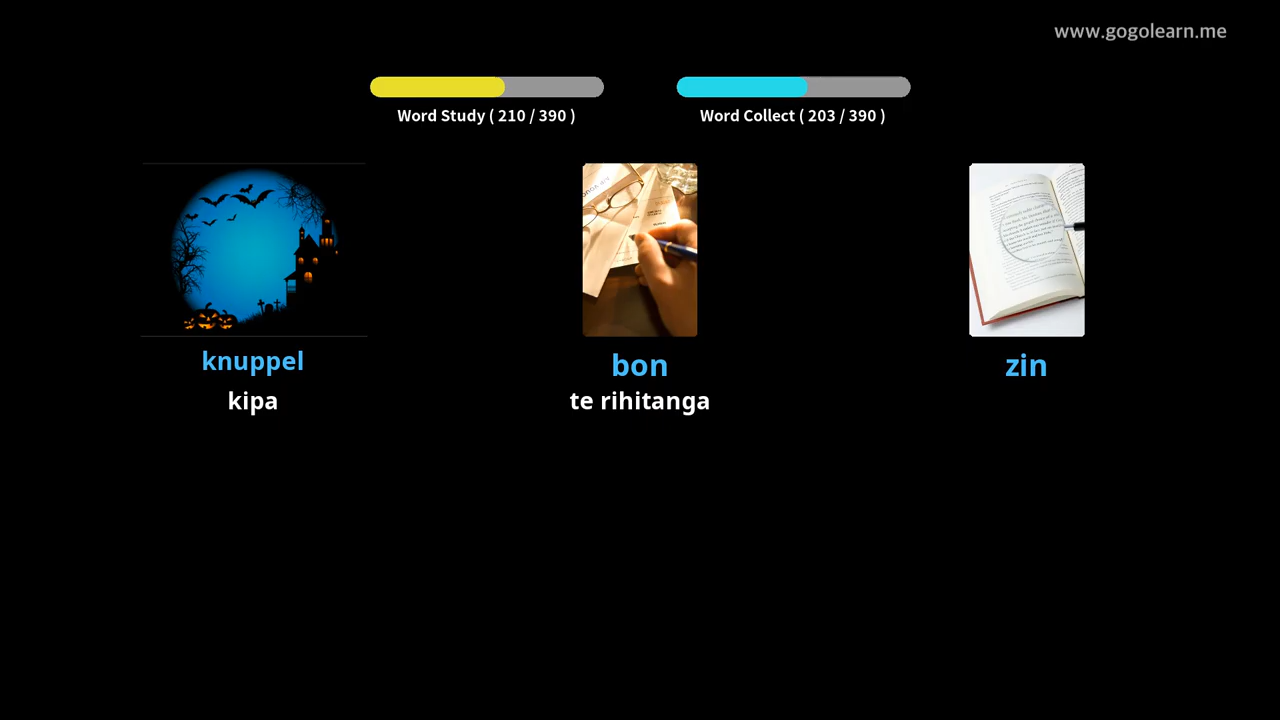 www.gogolearn.me
Word Study ( 210 / 390 )
Word Collect ( 203 / 390 )
knuppel
bon
zin
kipa
te rihitanga